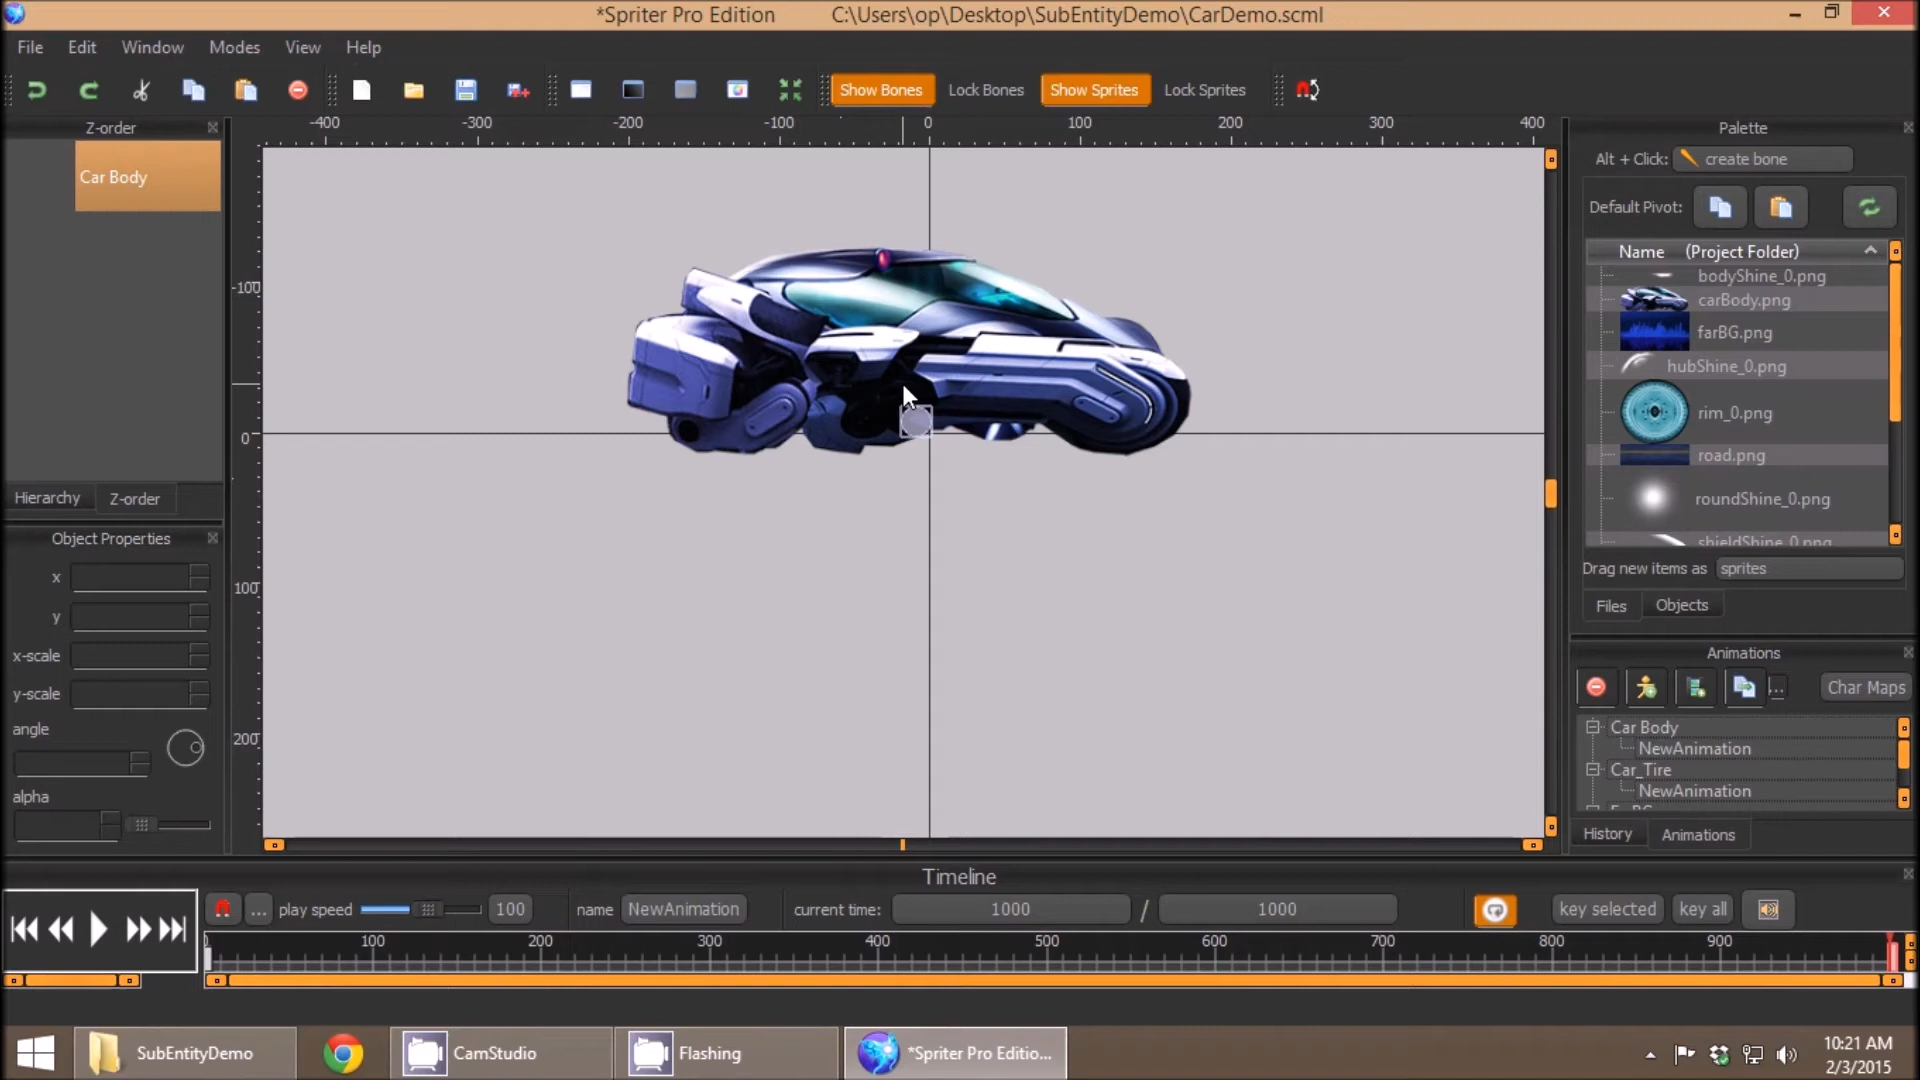 *Spriter Pro Edition C:\Users\op\Desktop\SubEntityDemo\CarDemo.scml
File Edit Window Modes View Help
Show Bones Lock Bones Show Sprites Lock Sprites
Z-order
Car Body
Hierarchy Z-order
Object Properties
x
y
x-scale
y-scale
angle
alpha
-400 -300 -200 -100 0 100 200 300 400
-100
0
100
200
Palette
Alt + Click: create bone
Default Pivot:
Name (Project Folder)
bodyShine_0.png
carBody.png
farBG.png
hubShine_0.png
rim_0.png
road.png
roundShine_0.png
shieldShine_0.png
Drag new items as sprites
Files Objects
Animations
... Char Maps
Car Body
NewAnimation
Car_Tire
NewAnimation
History Animations
Timeline
... play speed 100 name NewAnimation current time: 1000 / 1000 key selected key all
0 100 200 300 400 500 600 700 800 900
SubEntityDemo CamStudio Flashing *Spriter Pro Editio...
10:21 AM
2/3/2015